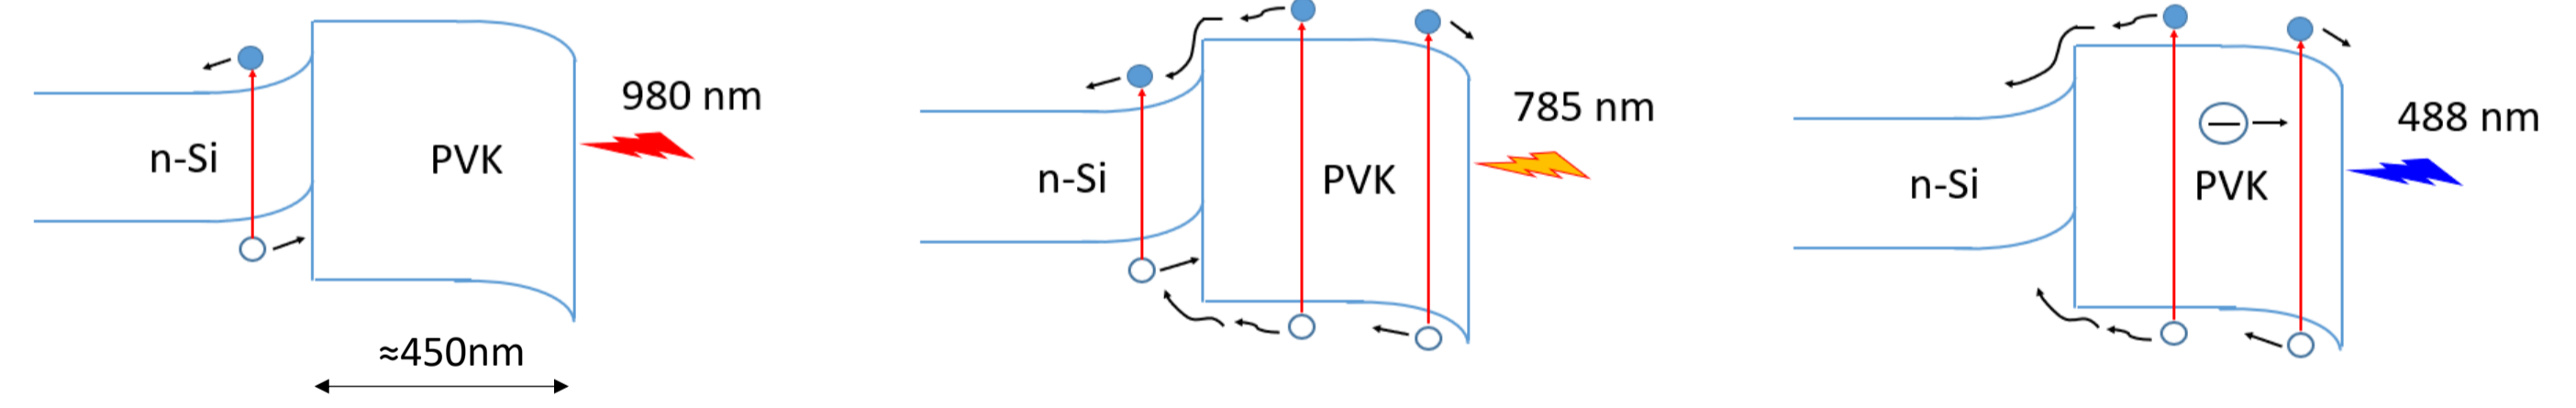 n-Si
PVK
980 nm
≈450nm
n-Si
PVK
785 nm
n-Si
PVK
488 nm